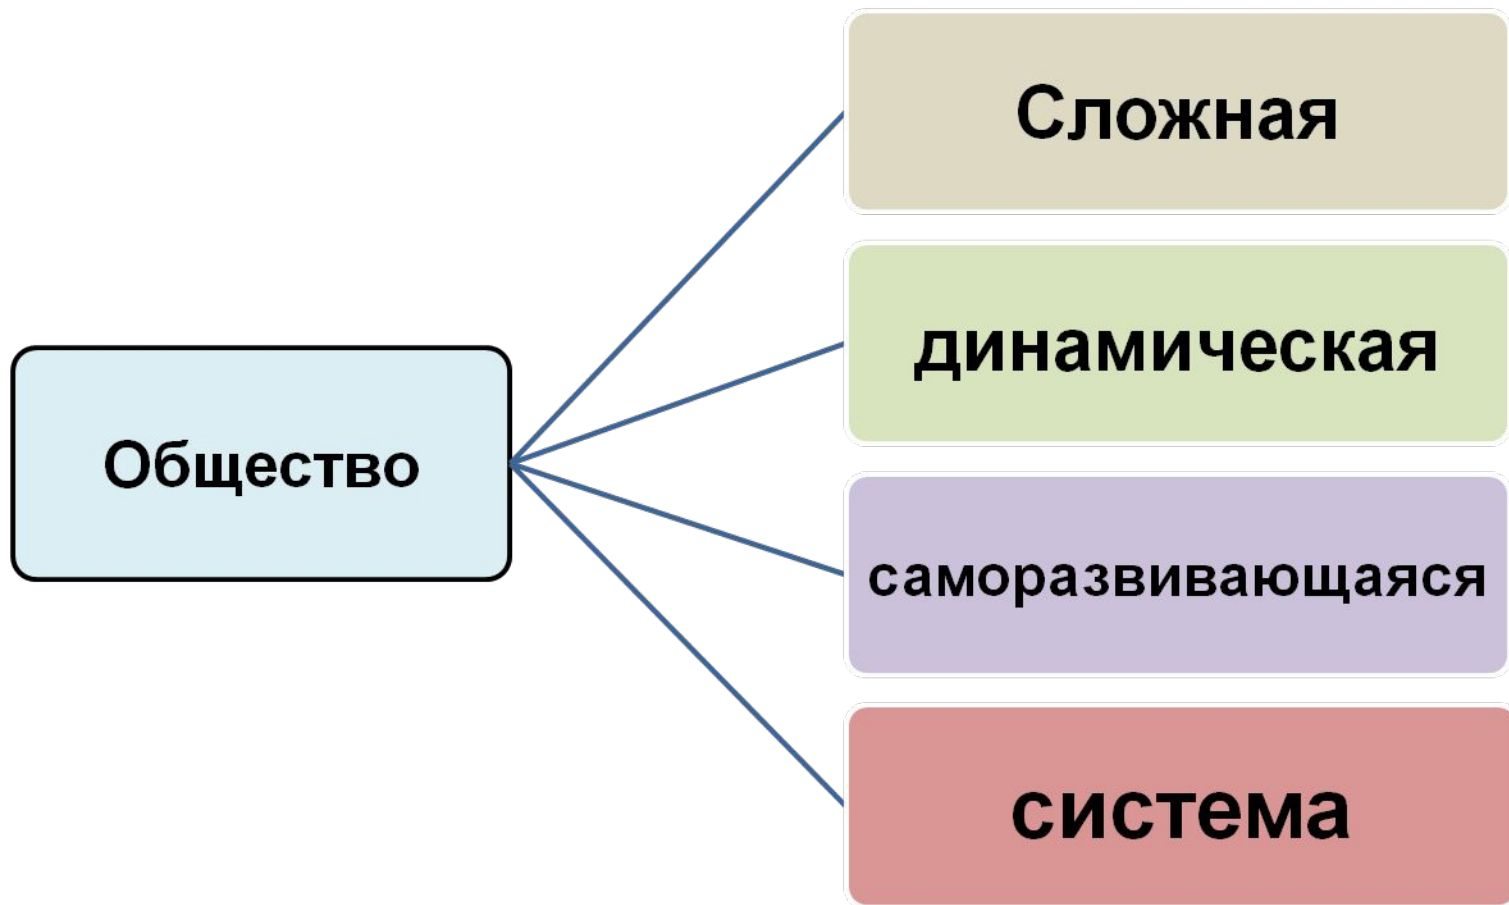 Общество
Сложная
динамическая
саморазвивающаяся
система